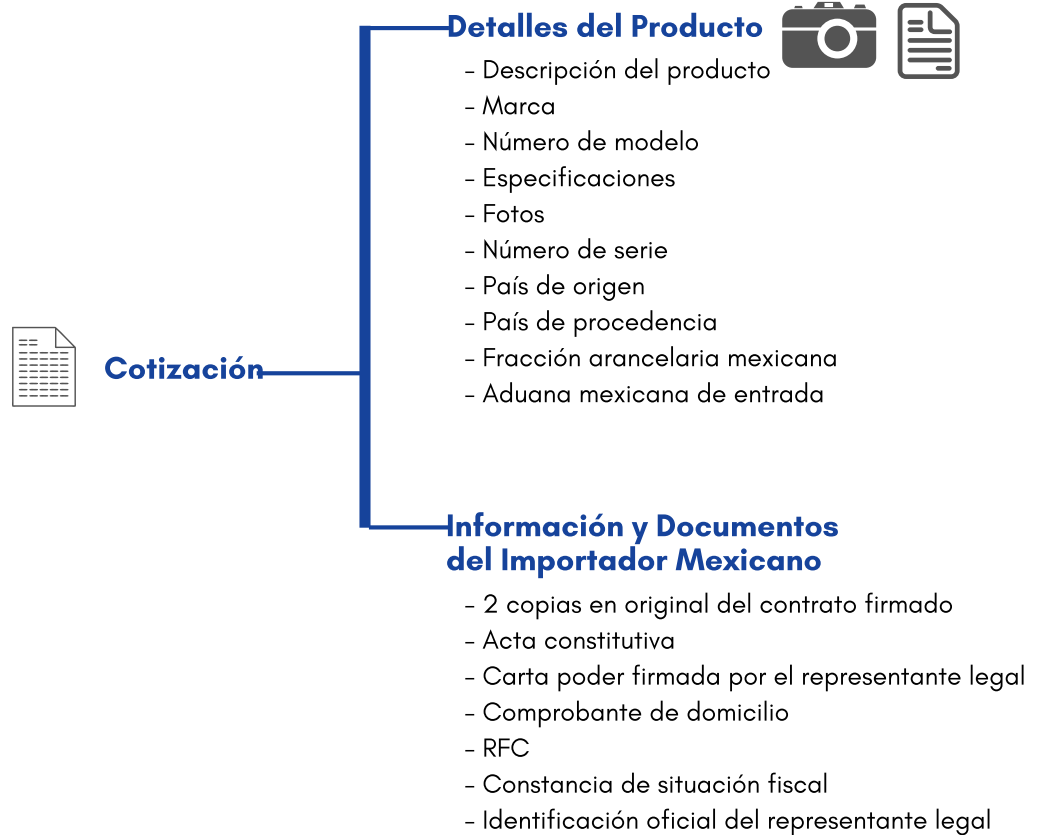 Detalles del Producto
- Descripción del producto
- Marca
- Número de modelo
- Especificaciones
- Fotos
- Número de serie
- País de origen
- País de procedencia
- Fracción arancelaria mexicana
- Aduana mexicana de entrada
Cotización
Información y Documentos
del Importador Mexicano
- 2 copias en original del contrato firmado
- Acta constitutiva
- Carta poder firmada por el representante legal
- Comprobante de domicilio
- RFC
- Constancia de situación fiscal
- Identificación oficial del representante legal